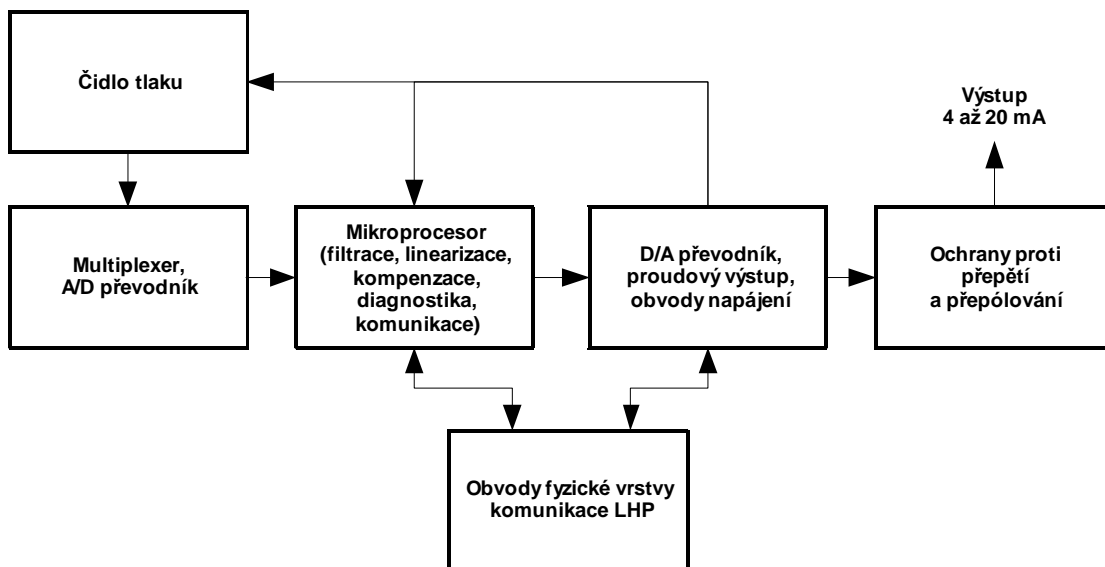 Čidlo tlaku
Výstup
4 až 20 mA
Multiplexer,
A/D převodník
Mikroprocesor
(filtrace, linearizace,
kompenzace,
diagnostika,
komunikace)
D/A převodník,
proudový výstup,
obvody napájení
Ochrany proti
přepětí
a přepólování
Obvody fyzické vrstvy
komunikace LHP